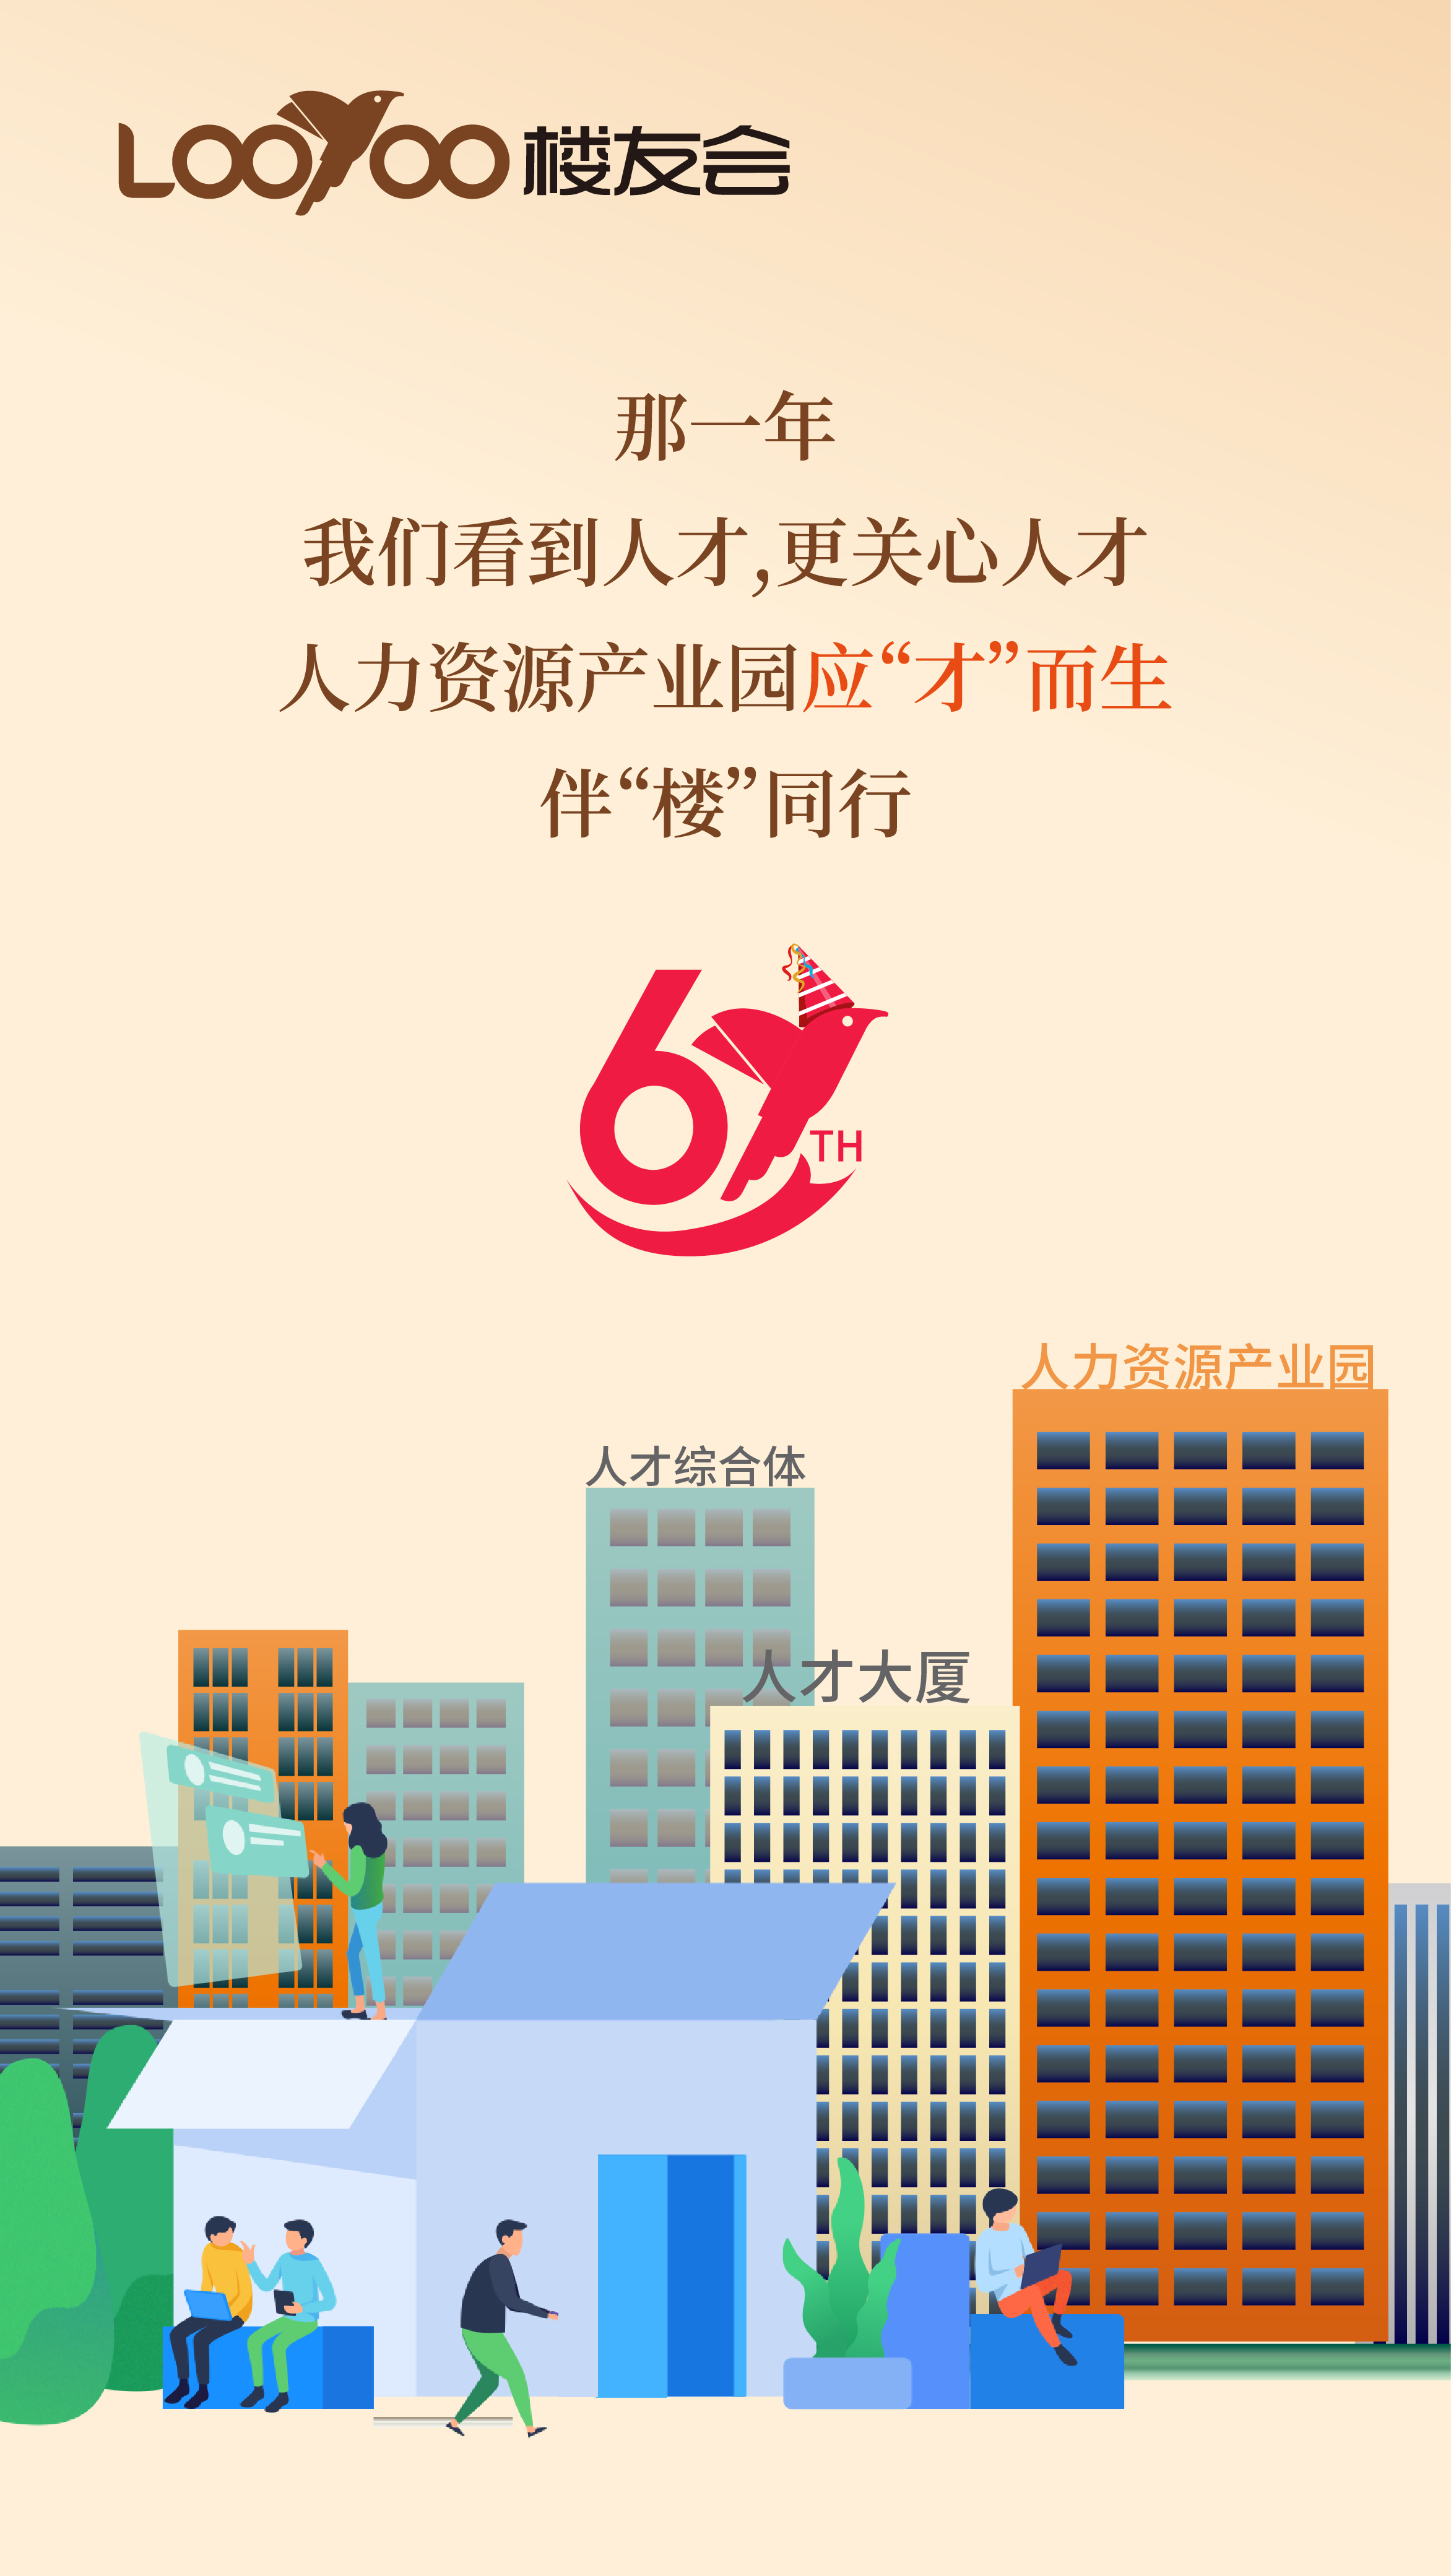 LOOYOO 楼友会
那一年
我们看到人才,更关心人才
人力资源产业园应“才”而生
伴“楼”同行
6TH
人力资源产业园
人才综合体
人才大厦